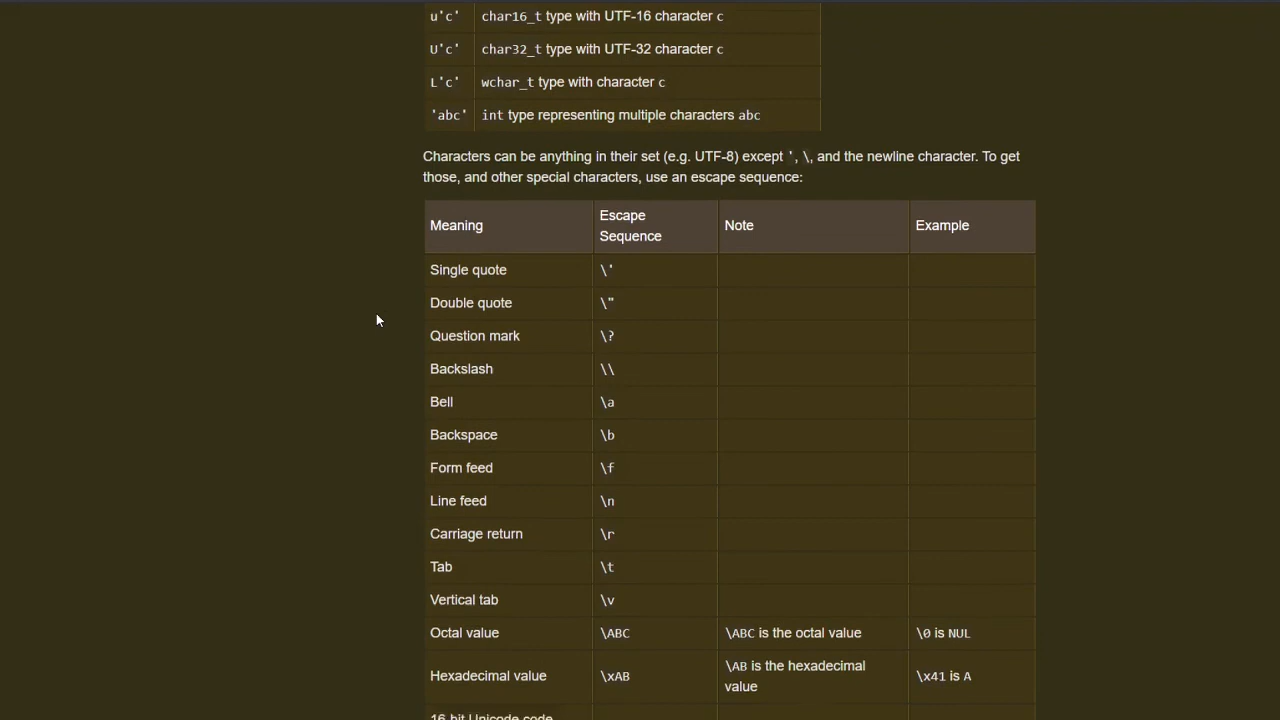 u'c' char16_t type with UTF-16 character c
U'c' char32_t type with UTF-32 character c
L'c' wchar_t type with character c
'abc' int type representing multiple characters abc
Characters can be anything in their set (e.g. UTF-8) except ', \, and the newline character. To get
those, and other special characters, use an escape sequence:
Meaning Escape Sequence Note Example
Single quote \'
Double quote \"
Question mark \?
Backslash \\
Bell \a
Backspace \b
Form feed \f
Line feed \n
Carriage return \r
Tab \t
Vertical tab \v
Octal value \ABC \ABC is the octal value \0 is NUL
Hexadecimal value \xAB \AB is the hexadecimal value \x41 is A
16-bit Unicode code